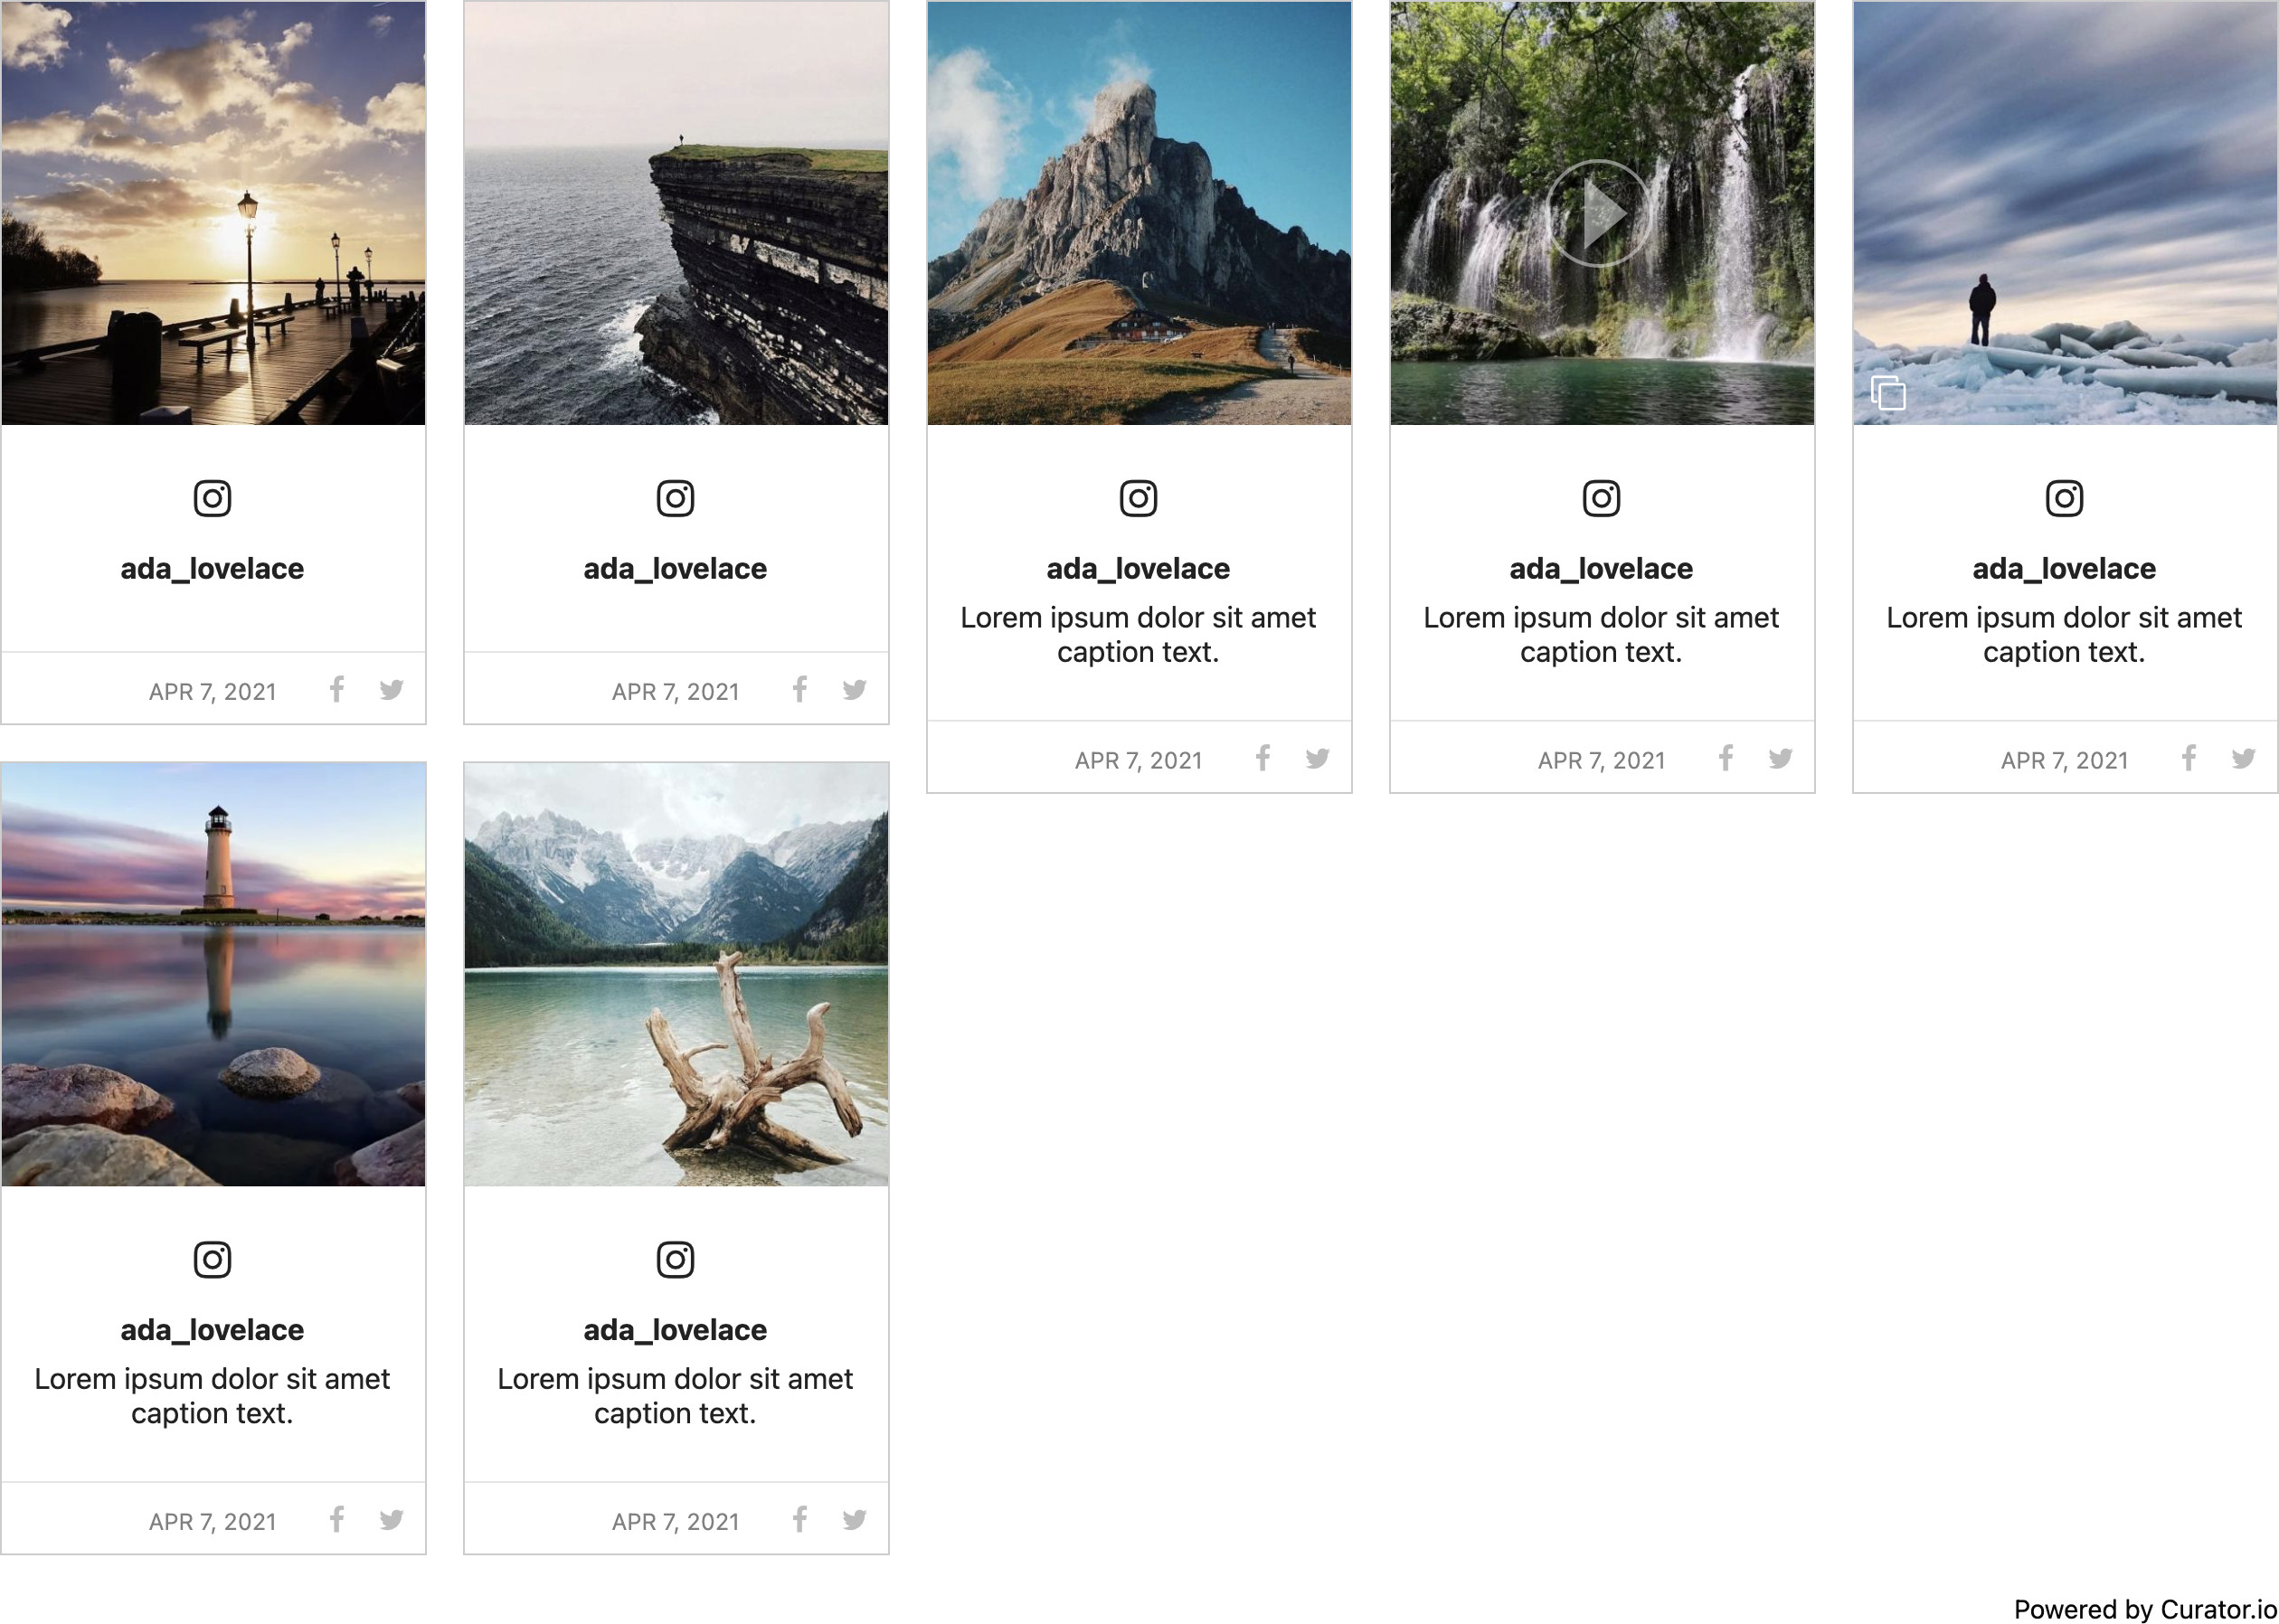 ada_lovelace
APR 7, 2021
ada_lovelace
APR 7, 2021
ada_lovelace
Lorem ipsum dolor sit amet
caption text.
APR 7, 2021
ada_lovelace
Lorem ipsum dolor sit amet
caption text.
APR 7, 2021
ada_lovelace
Lorem ipsum dolor sit amet
caption text.
APR 7, 2021
ada_lovelace
Lorem ipsum dolor sit amet
caption text.
APR 7, 2021
ada_lovelace
Lorem ipsum dolor sit amet
caption text.
APR 7, 2021
Powered by Curator.io